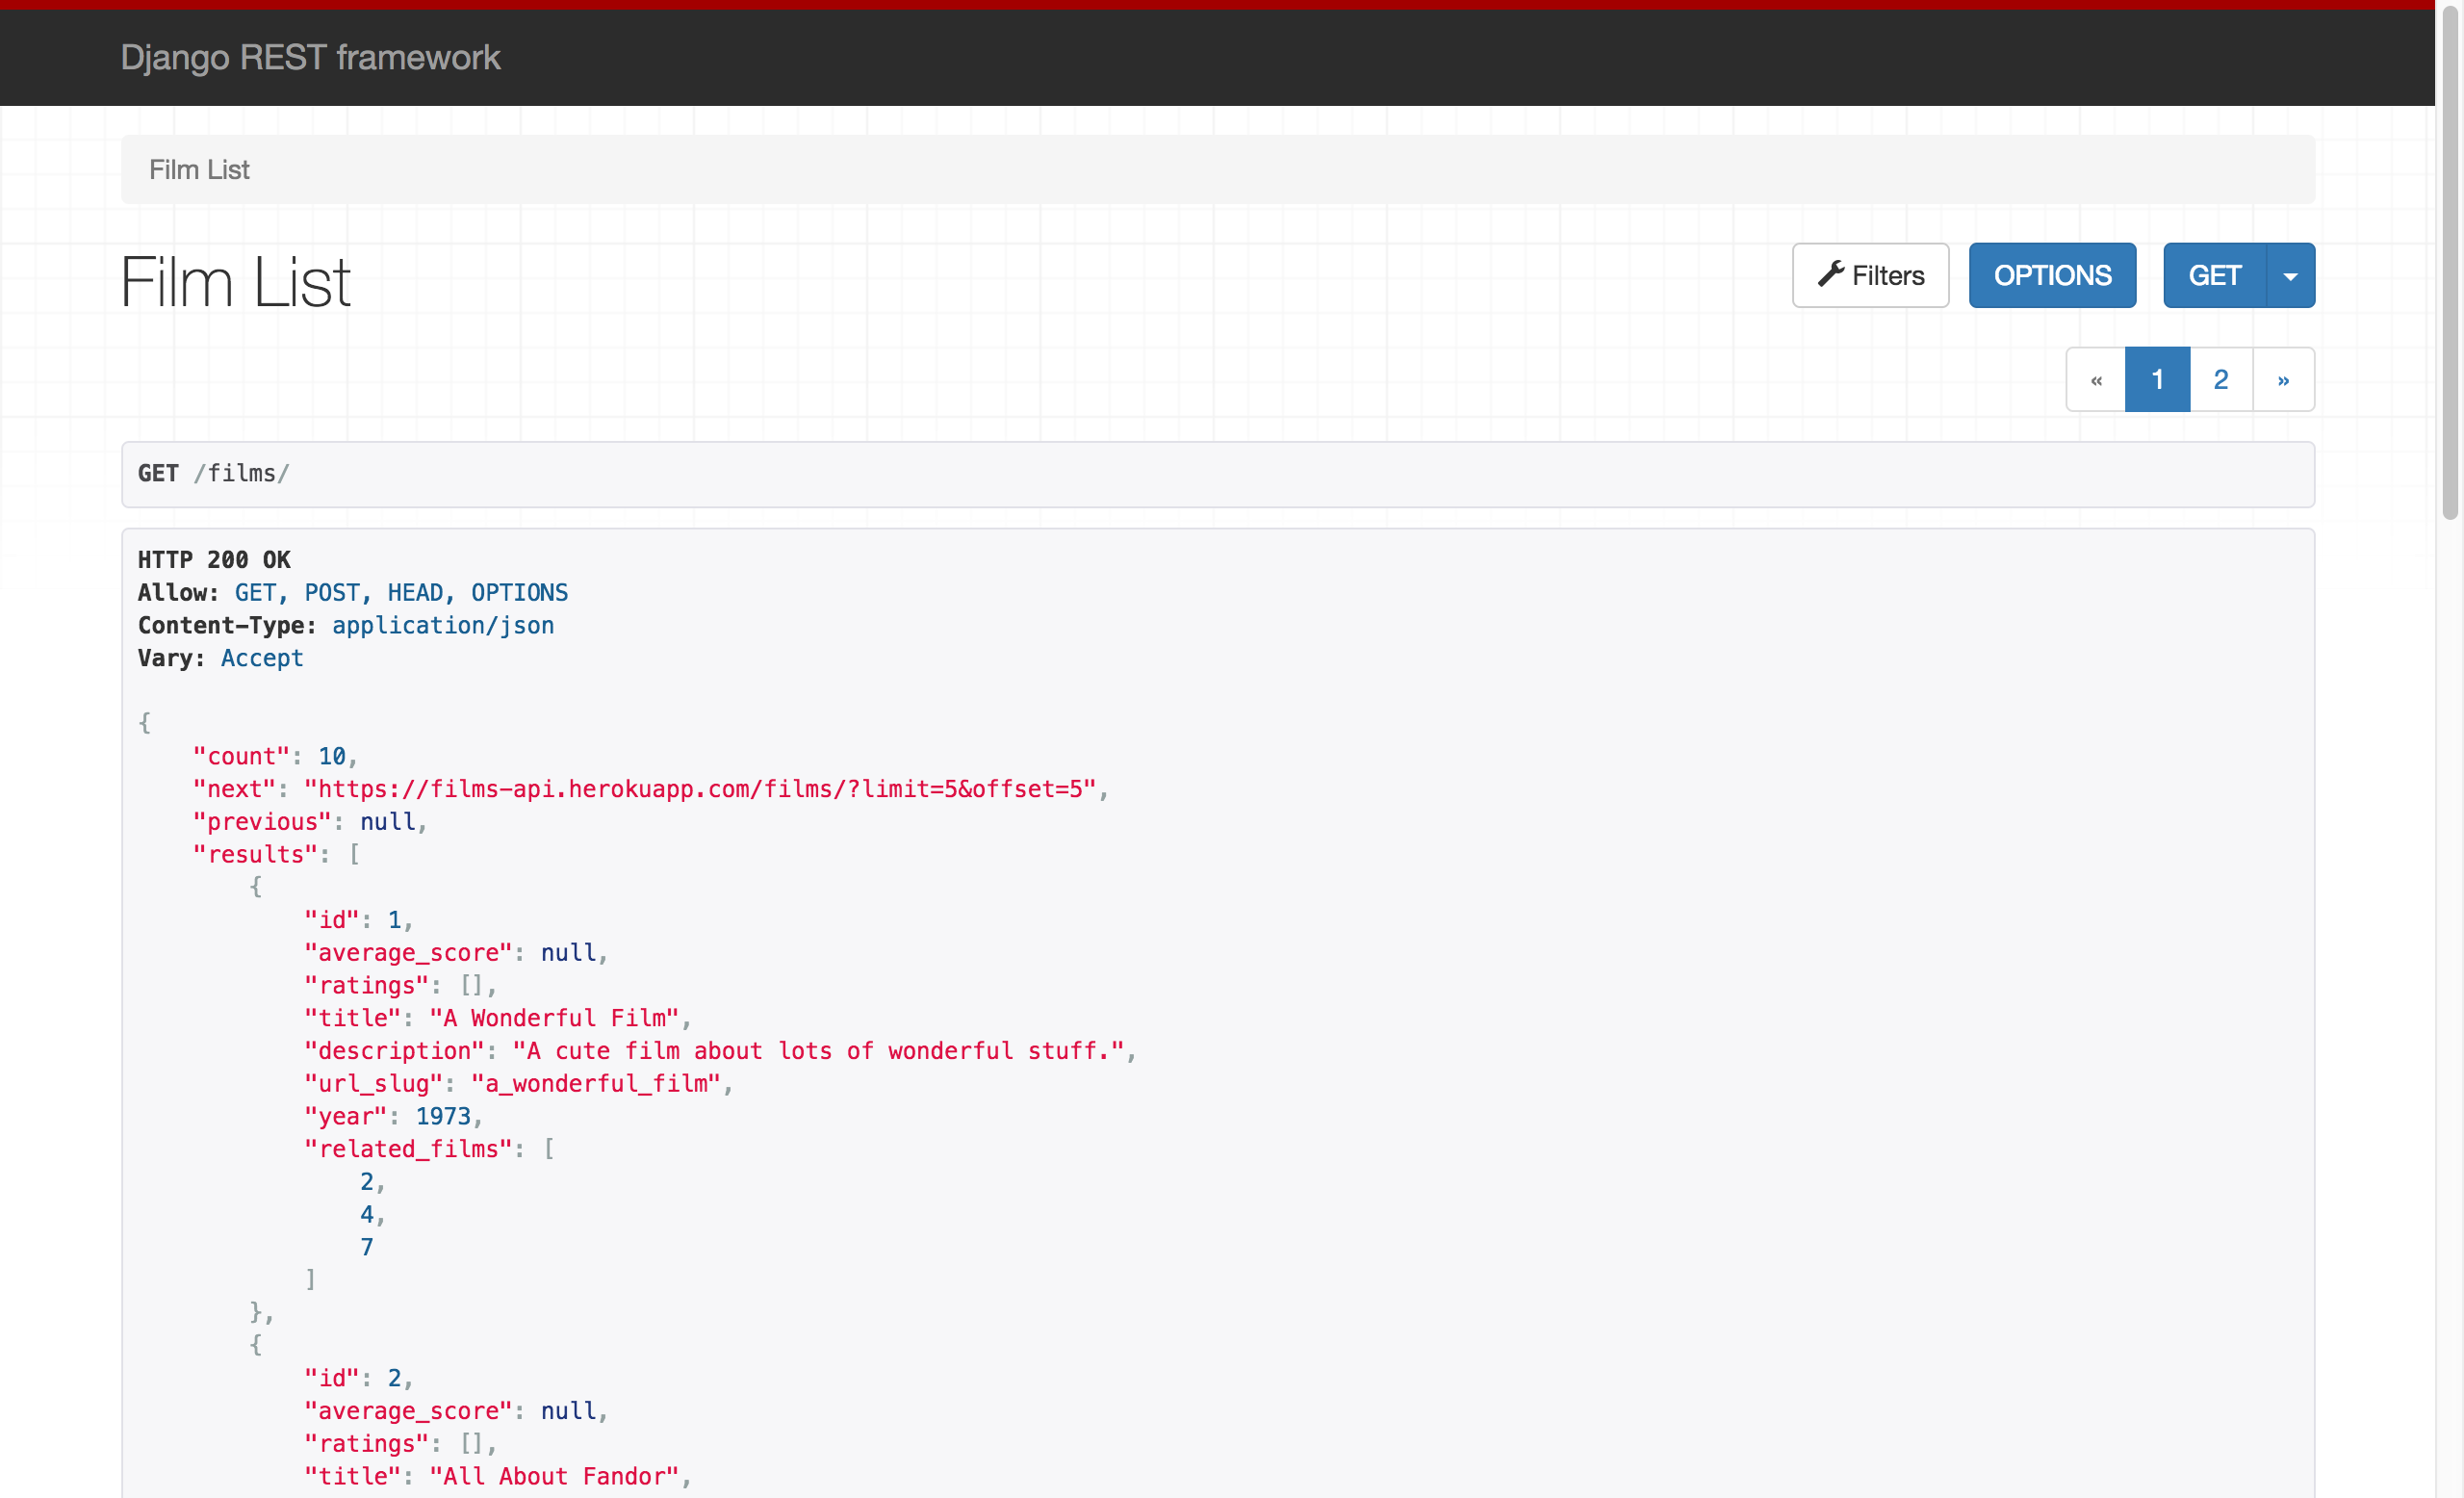 Django REST framework
Film List
Film List
Filters OPTIONS GET
« 1 2 »
GET /films/
HTTP 200 OK
Allow: GET, POST, HEAD, OPTIONS
Content-Type: application/json
Vary: Accept
{
    "count": 10,
    "next": "https://films-api.herokuapp.com/films/?limit=5&offset=5",
    "previous": null,
    "results": [
        {
            "id": 1,
            "average_score": null,
            "ratings": [],
            "title": "A Wonderful Film",
            "description": "A cute film about lots of wonderful stuff.",
            "url_slug": "a_wonderful_film",
            "year": 1973,
            "related_films": [
                2,
                4,
                7
            ]
        },
        {
            "id": 2,
            "average_score": null,
            "ratings": [],
            "title": "All About Fandor",